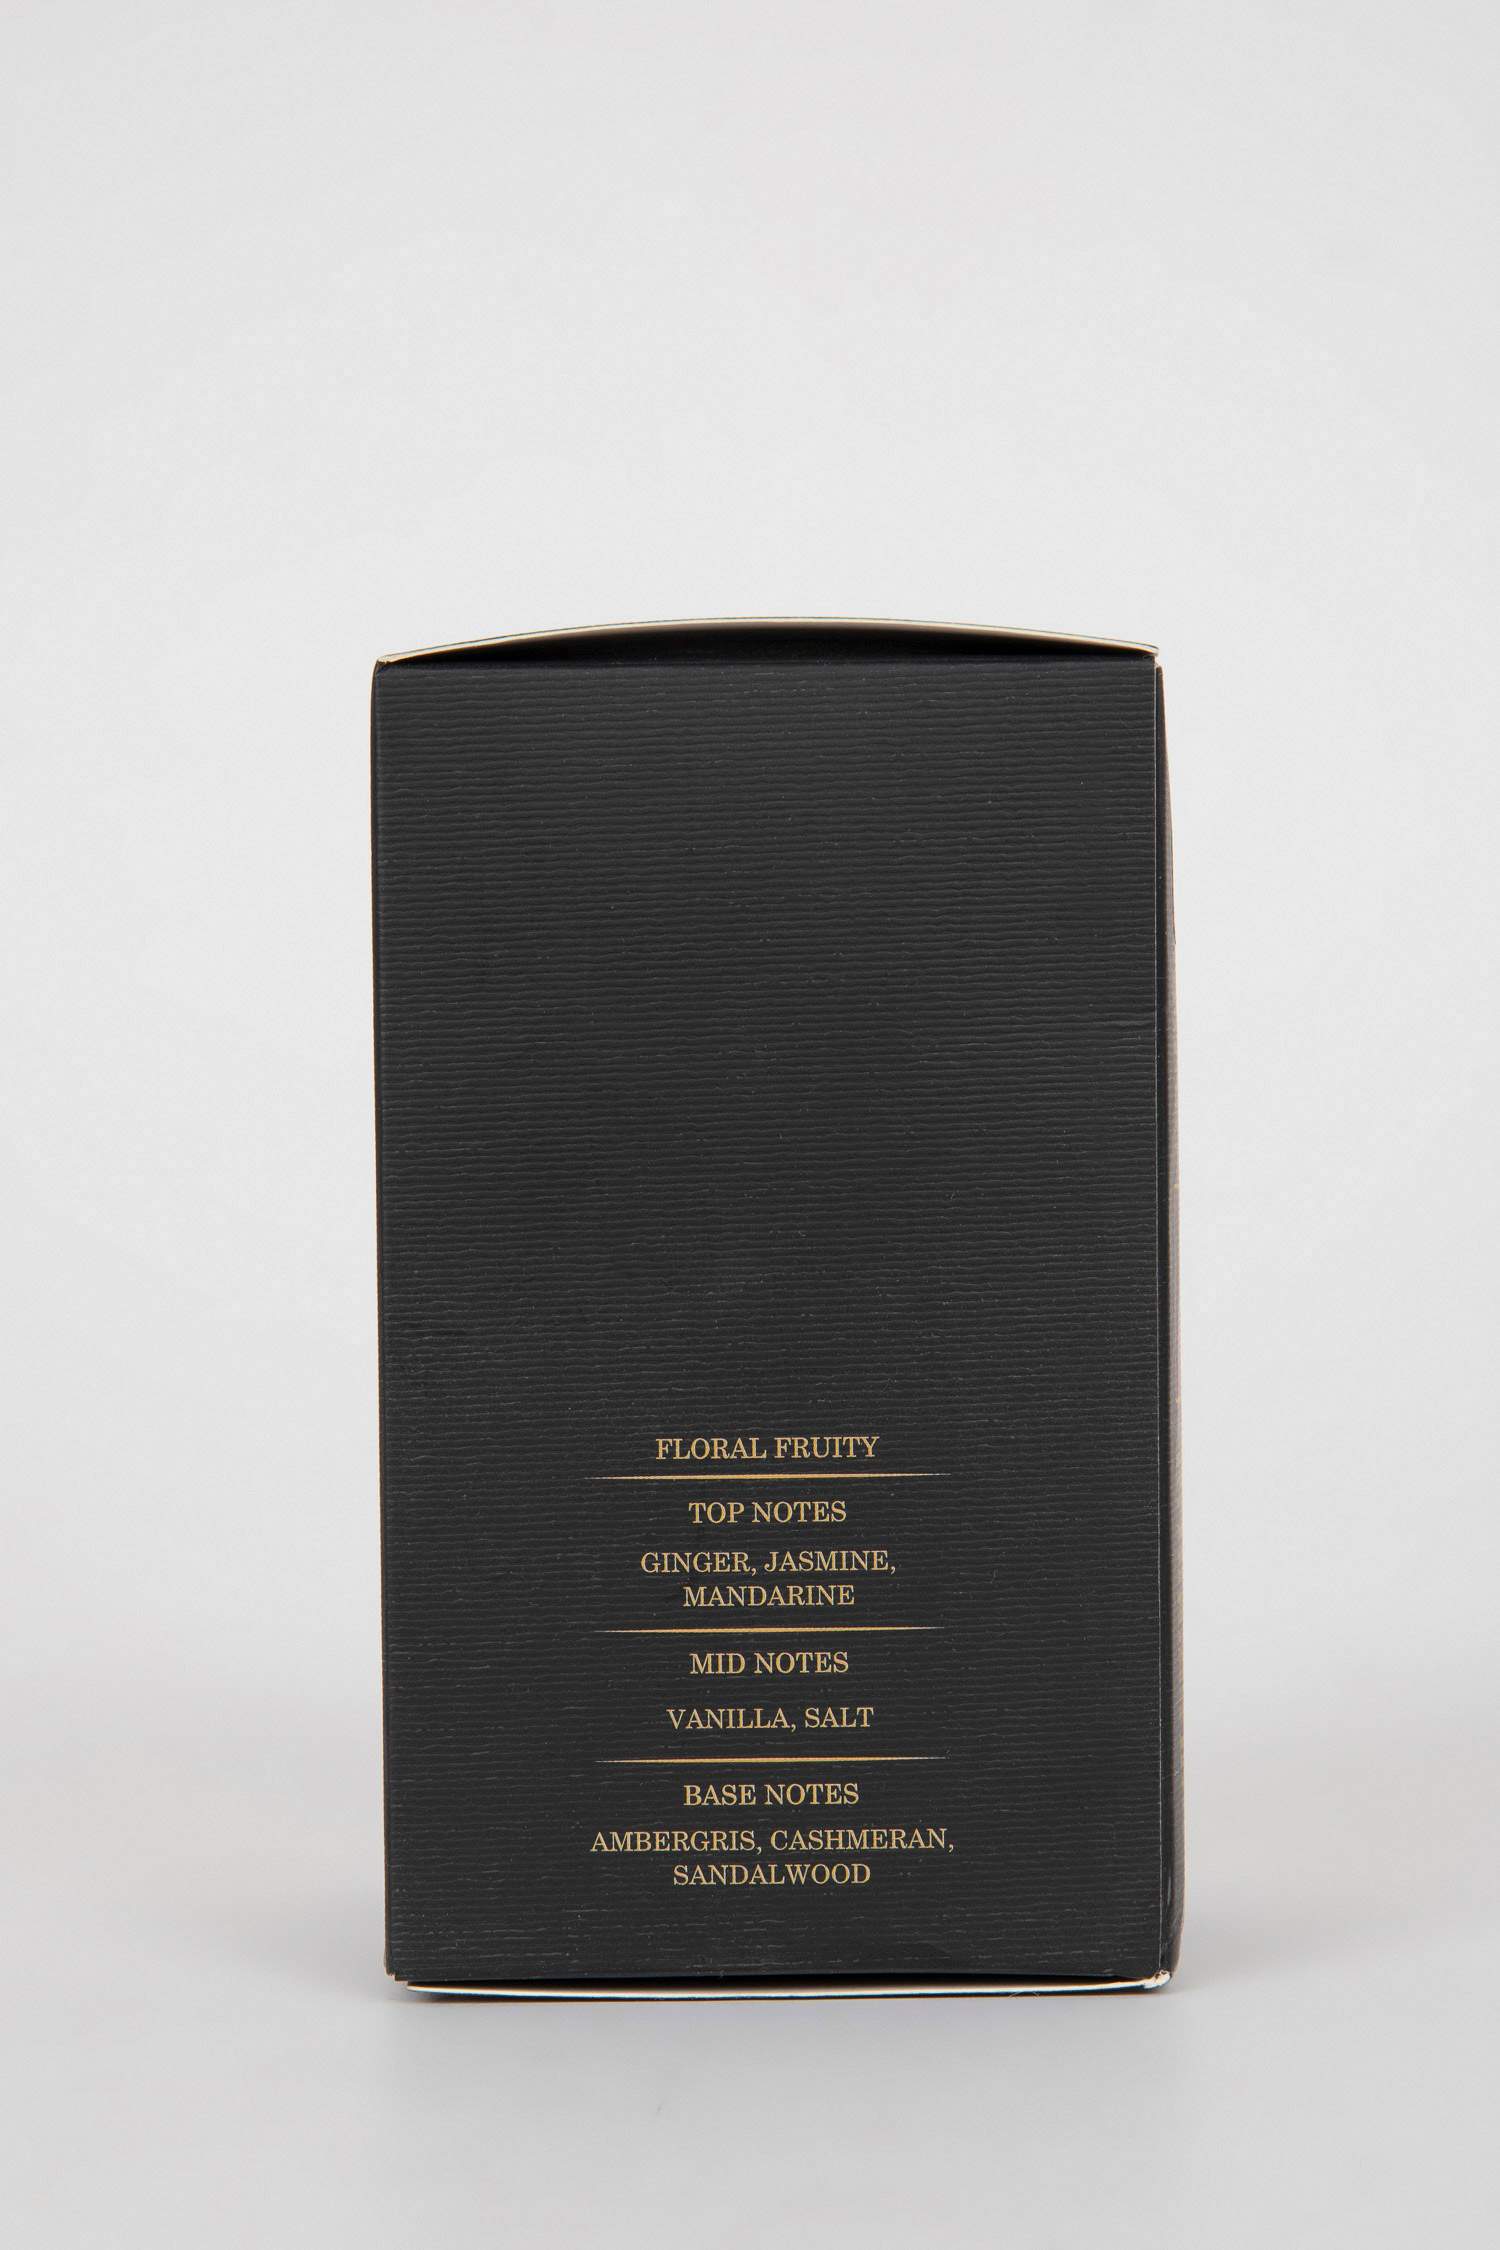 FLORAL FRUITY
TOP NOTES
GINGER, JASMINE,
MANDARINE
MID NOTES
VANILLA, SALT
BASE NOTES
AMBERGRIS, CASHMERAN,
SANDALWOOD